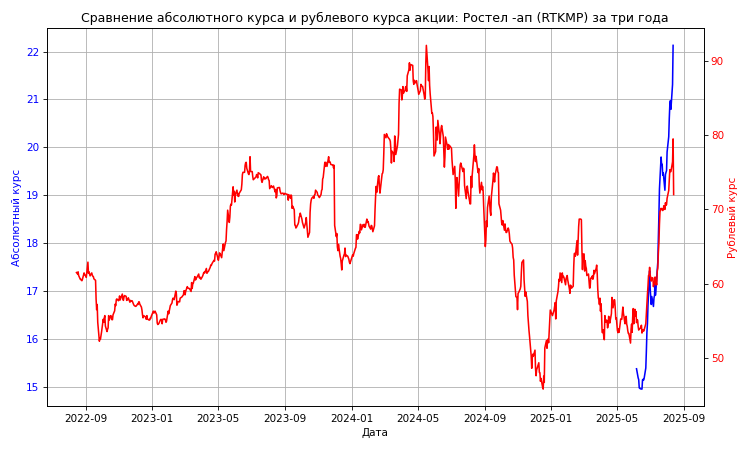 Сравнение абсолютного курса и рублевого курса акции: Ростел -ап (RTKMP) за три года
Абсолютный курс
22
21
20
19
18
17
16
15
90
80
70
60
50
Рублевый курс
2022-09 2023-01 2023-05 2023-09 2024-01 2024-05 2024-09 2025-01 2025-05 2025-09
Дата